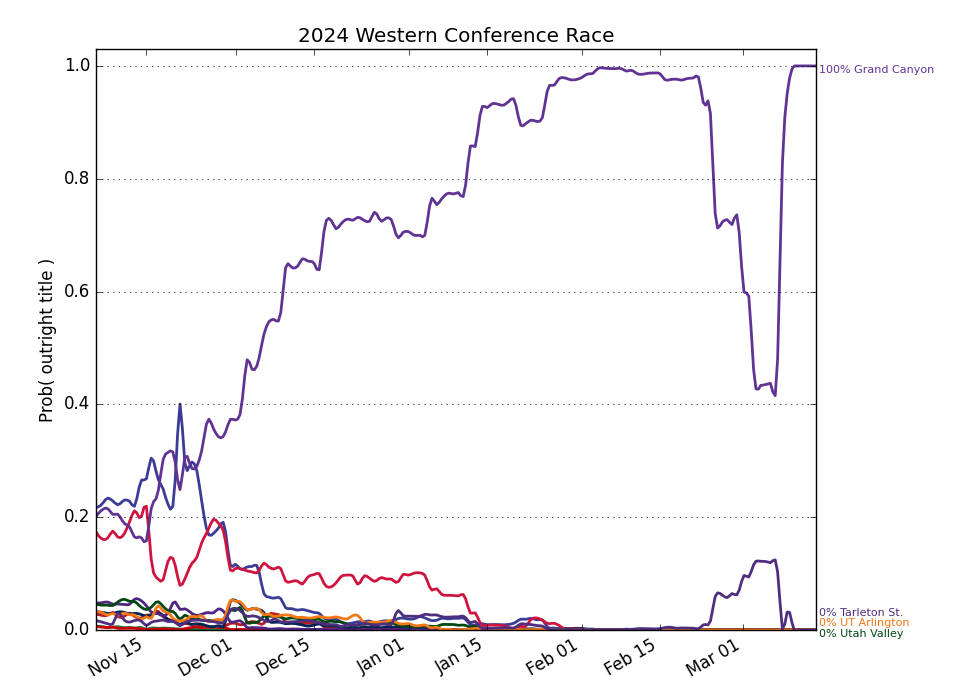 2024 Western Conference Race
Prob( outright title )
1.0
0.8
0.6
0.4
0.2
0.0
100% Grand Canyon
0% Tarleton St.
0% UT Arlington
0% Utah Valley
Nov 15
Dec 01
Dec 15
Jan 01
Jan 15
Feb 01
Feb 15
Mar 01